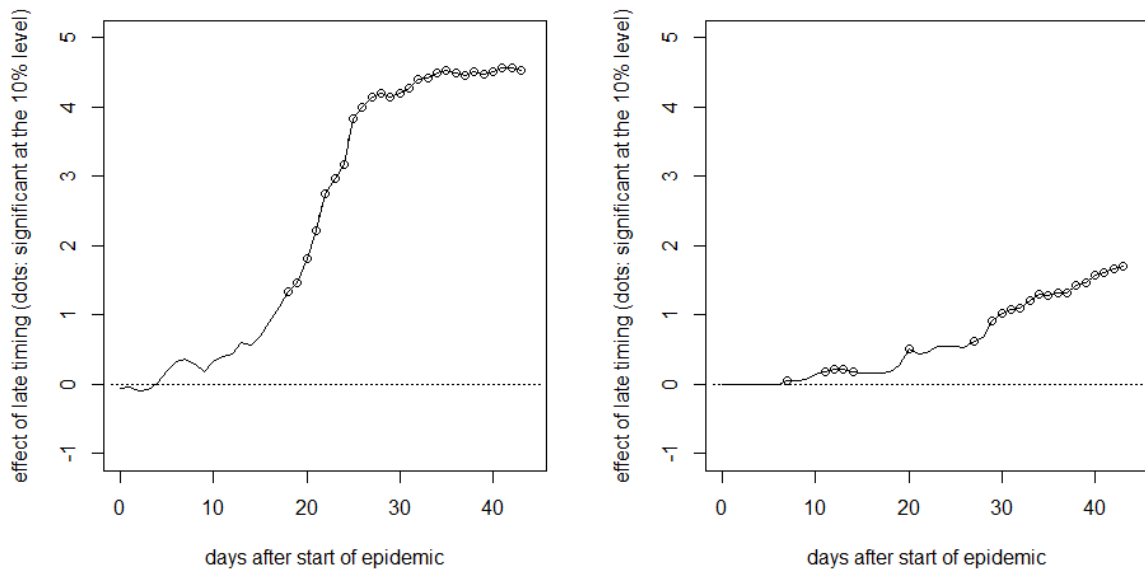 effect of late timing (dots: significant at the 10% level)
5
4
3
2
1
0
-1
0 10 20 30 40
days after start of epidemic
effect of late timing (dots: significant at the 10% level)
5
4
3
2
1
0
-1
0 10 20 30 40
days after start of epidemic